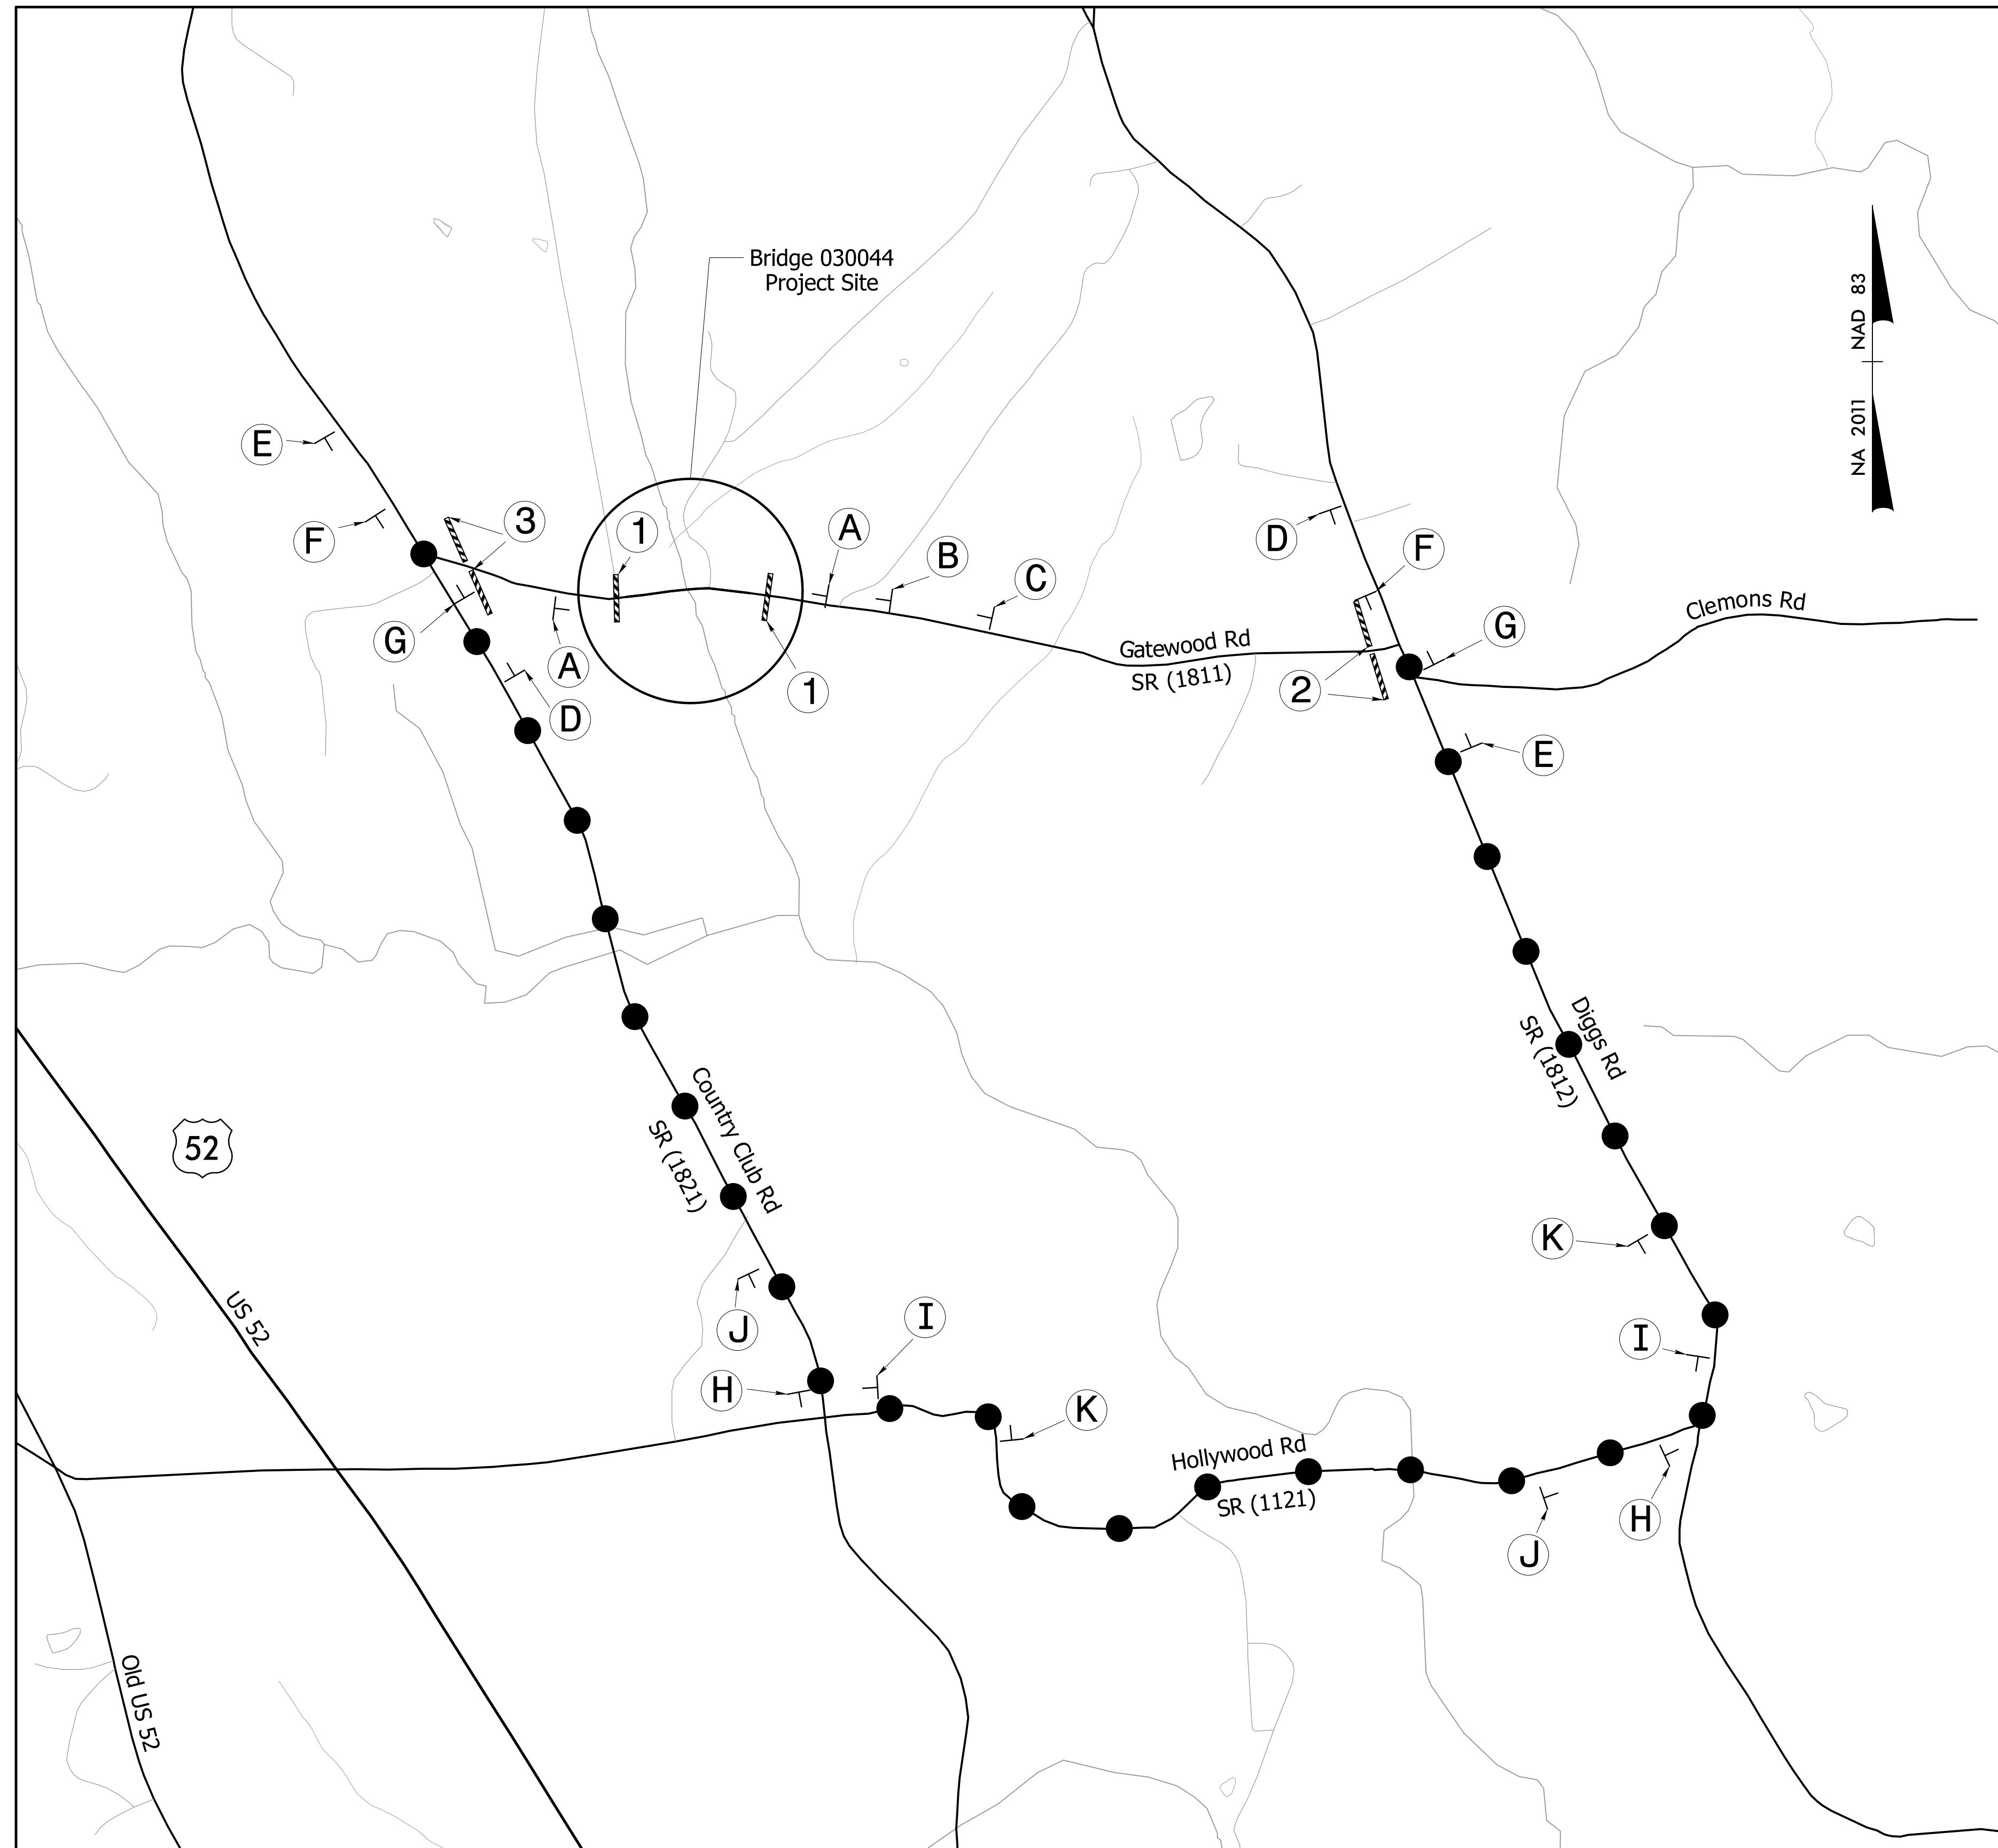 Bridge 030044
Project Site
NAD 83
NA 2011
E
F
3
1
A
B
C
D
F
G
Clemons Rd
G
A
1
D
Gatewood Rd
SR (1811)
2
E
Diggs Rd
SR (1812)
Country Club Rd
SR (1821)
52
US 52
K
J
I
H
I
K
Hollywood Rd
SR (1121)
H
J
Old US 52